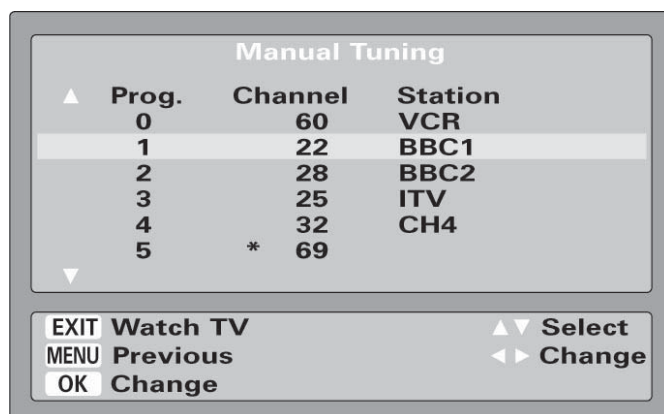 Manual Tuning
Prog. Channel Station
0 60 VCR
1 22 BBC1
2 28 BBC2
3 25 ITV
4 32 CH4
5 * 69
EXIT Watch TV ▲▼ Select
MENU Previous ◀▶ Change
OK Change